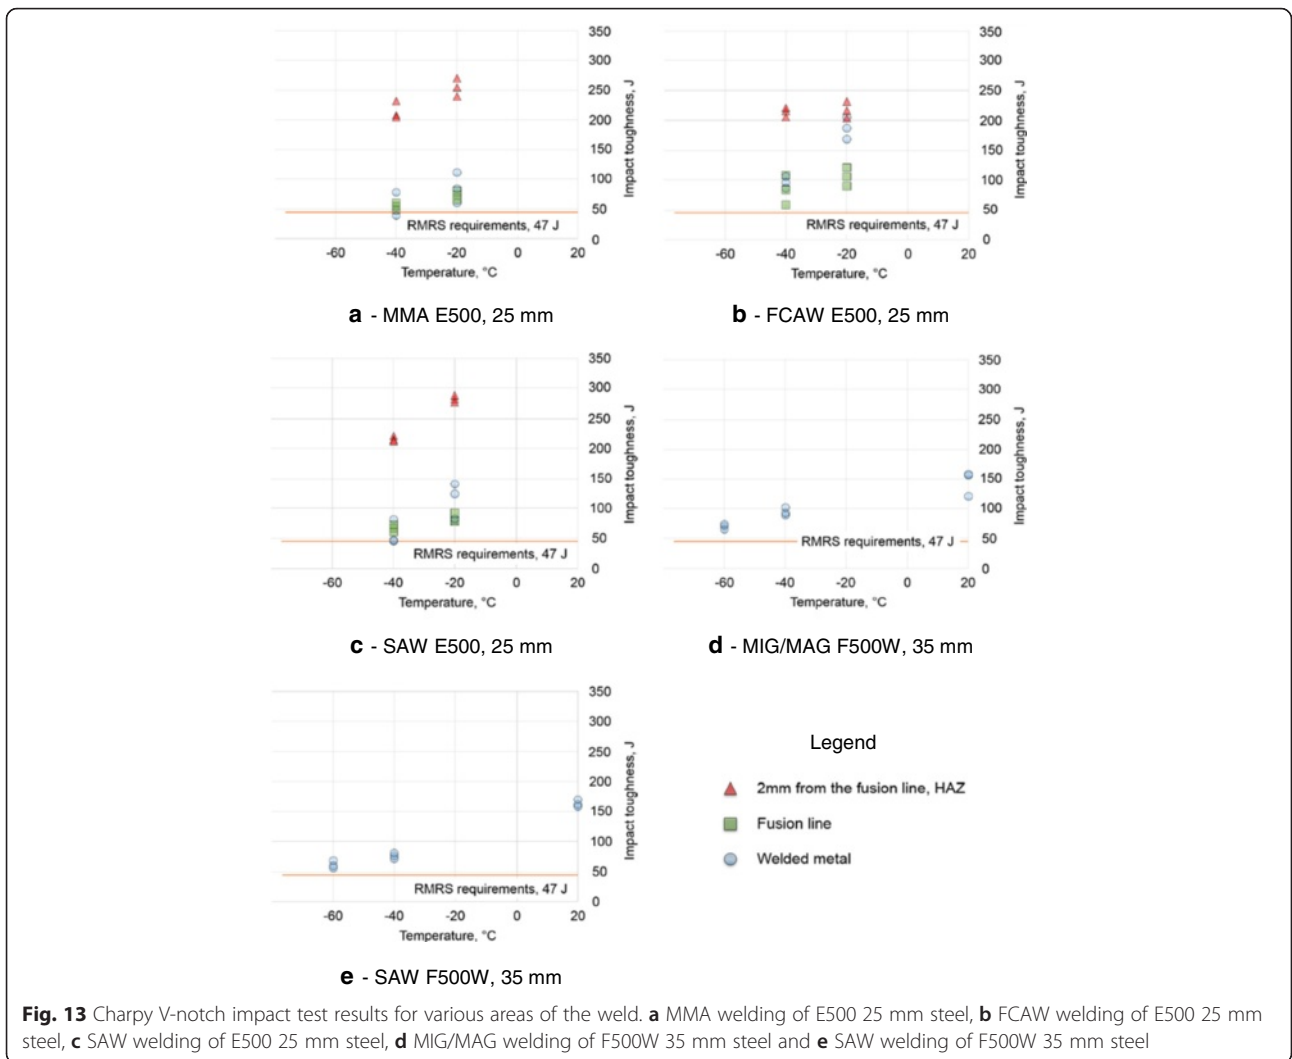 350
300
250
200
150
100
50
0
Impact toughness, J
RMRS requirements, 47 J
-60 -40 -20 0 20
Temperature, °C
a - MMA E500, 25 mm
350
300
250
200
150
100
50
0
Impact toughness, J
RMRS requirements, 47 J
-60 -40 -20 0 20
Temperature, °C
b - FCAW E500, 25 mm
350
300
250
200
150
100
50
0
Impact toughness, J
RMRS requirements, 47 J
-60 -40 -20 0 20
Temperature, °C
c - SAW E500, 25 mm
350
300
250
200
150
100
50
0
Impact toughness, J
RMRS requirements, 47 J
-60 -40 -20 0 20
Temperature, °C
d - MIG/MAG F500W, 35 mm
350
300
250
200
150
100
50
0
Impact toughness, J
RMRS requirements, 47 J
-60 -40 -20 0 20
Temperature, °C
e - SAW F500W, 35 mm
Legend
2mm from the fusion line, HAZ
Fusion line
Welded metal
Fig. 13 Charpy V-notch impact test results for various areas of the weld. a MMA welding of E500 25 mm steel, b FCAW welding of E500 25 mm
steel, c SAW welding of E500 25 mm steel, d MIG/MAG welding of F500W 35 mm steel and e SAW welding of F500W 35 mm steel